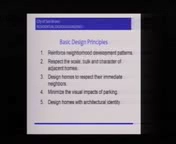 Basic Design Principles
1. Reinforce neighborhood development patterns.
2. Respect the scale, bulk and character of
adjacent homes.
3. Design homes to respect their immediate
neighbors.
4. Minimize the visual impacts of parking.
5. Design homes with architectural identity.